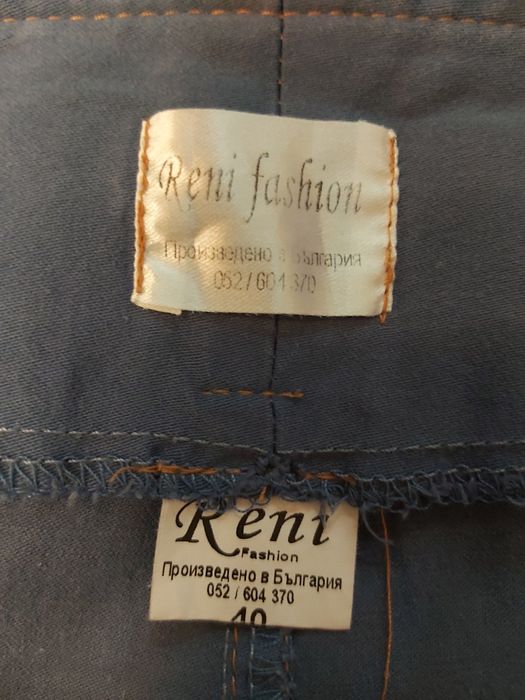 Reni fashion
Произведено в България
052 / 604 370
Reni
Fashion
Произведено в България
052 / 604 370
40